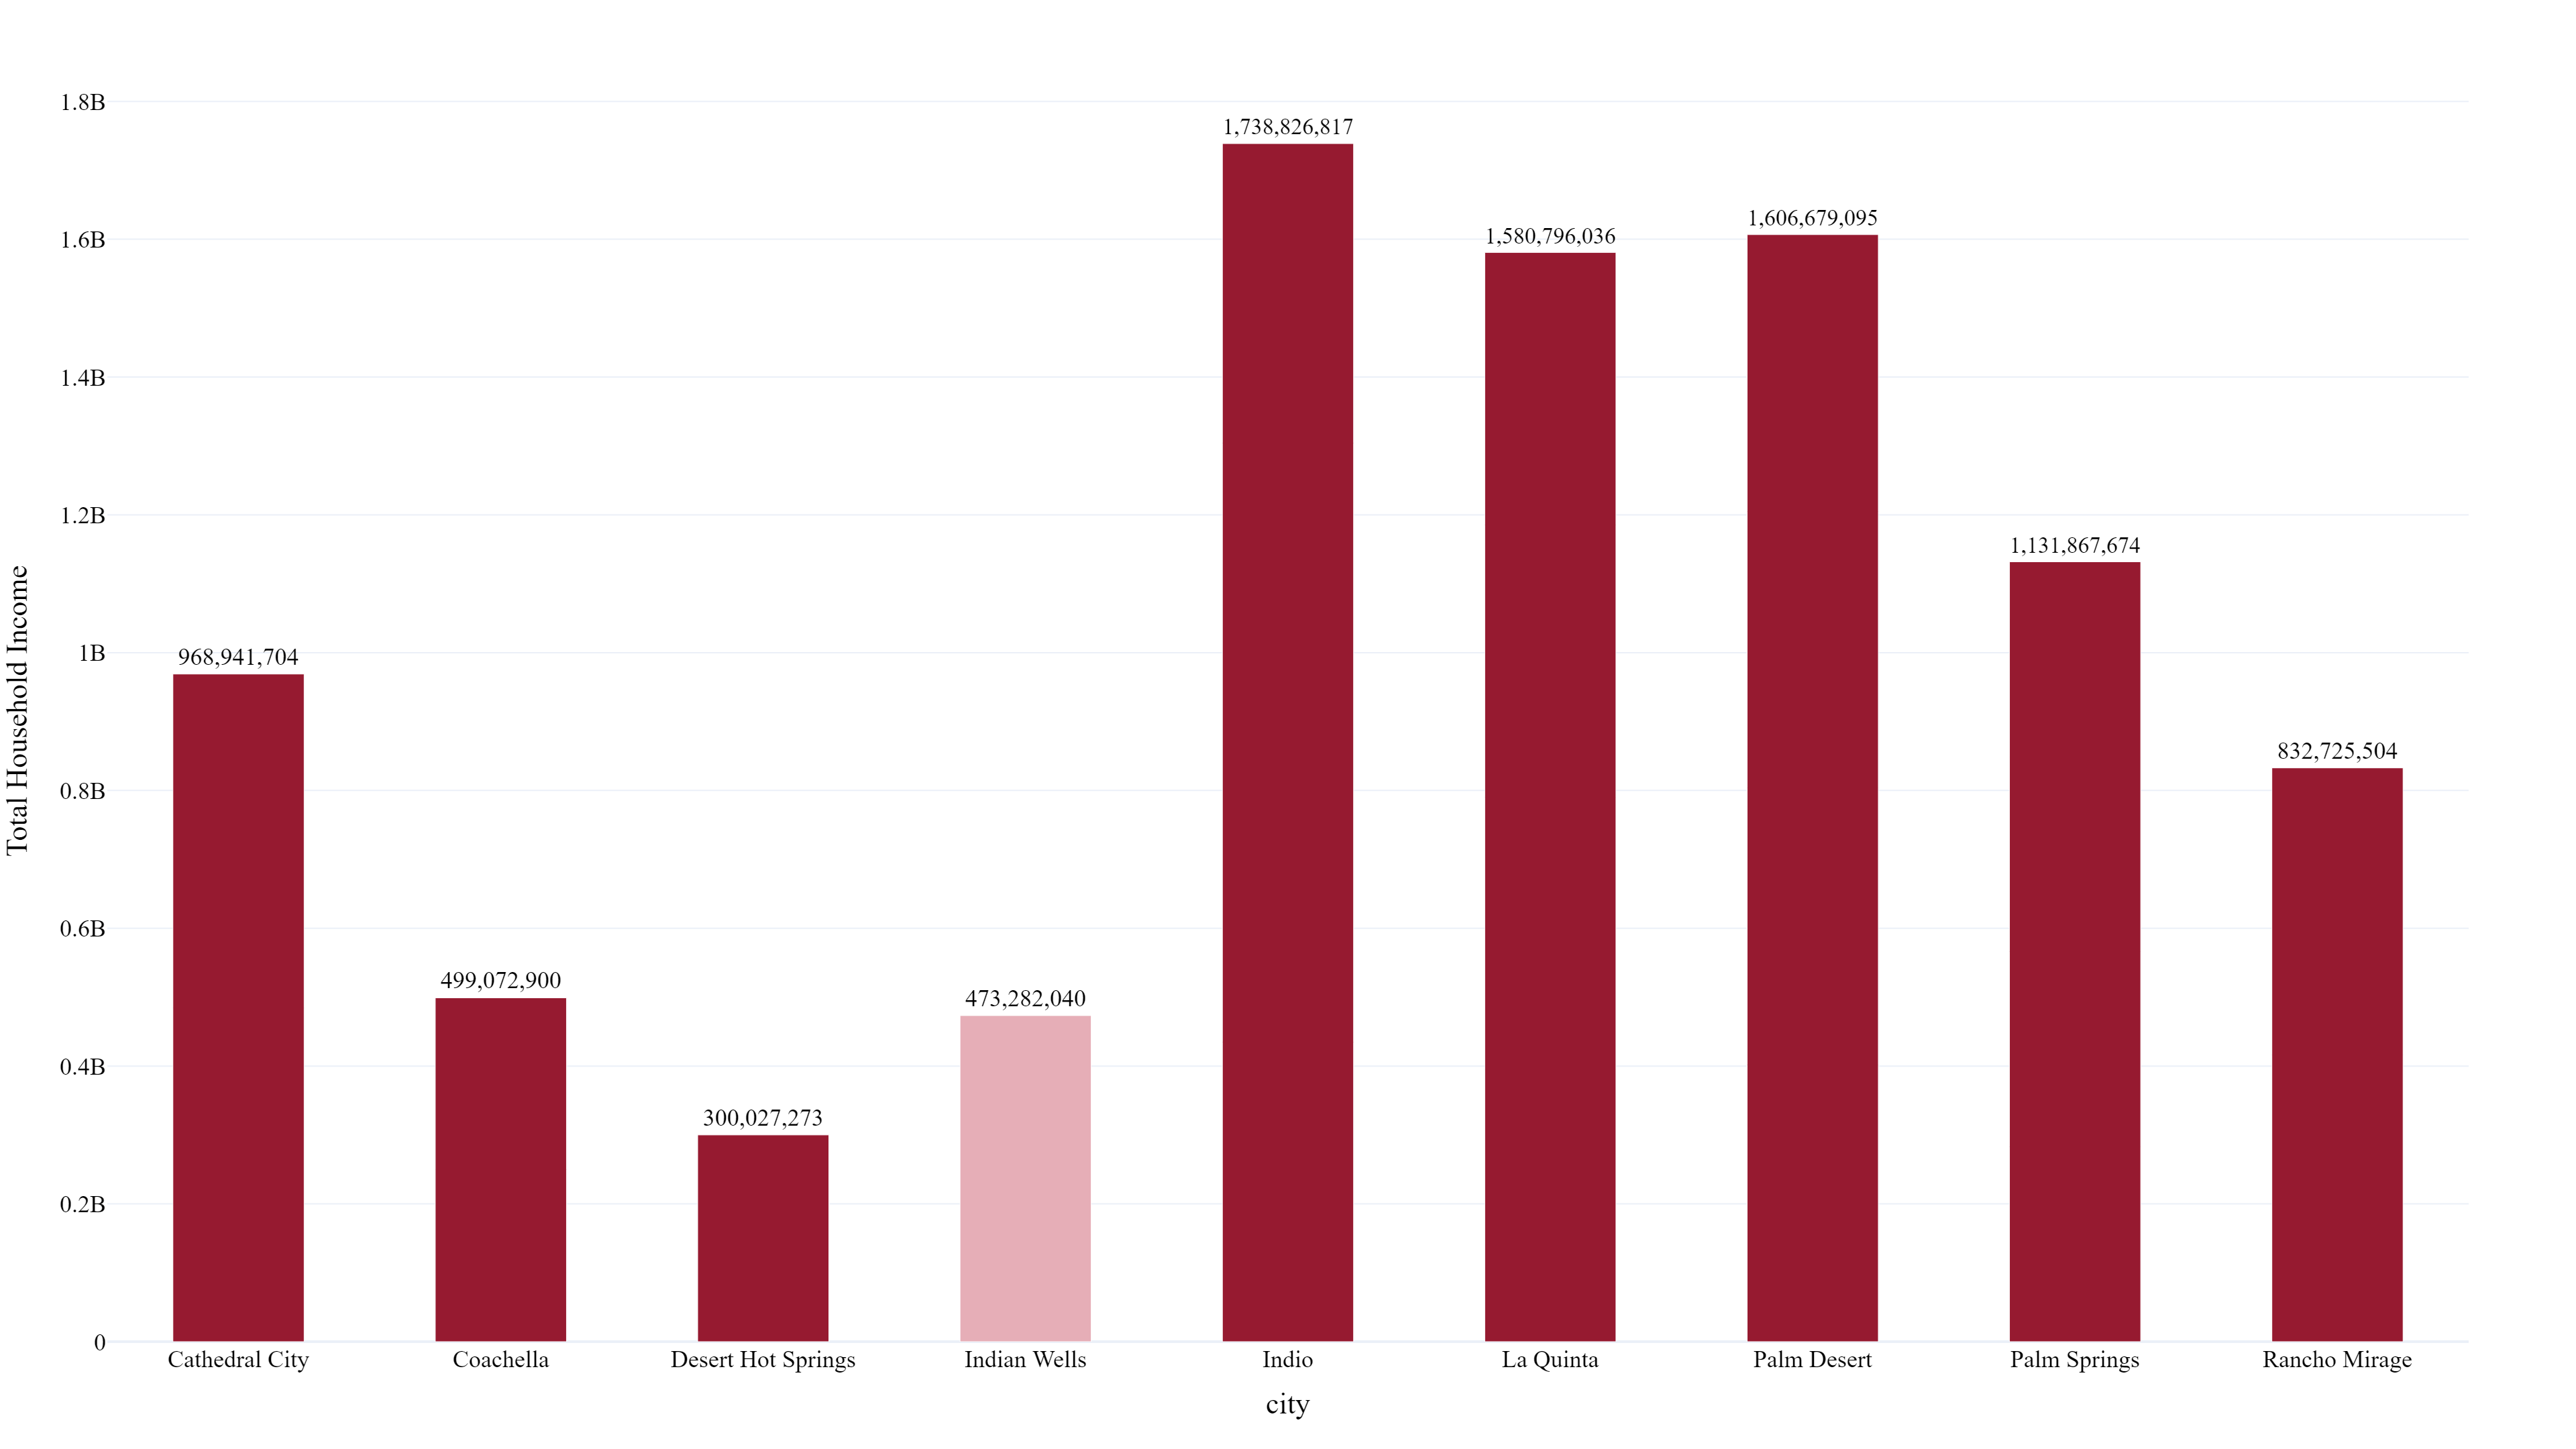 1.8B
1.6B
1.4B
1.2B
1B
0.8B
0.6B
0.4B
0.2B
0
Total Household Income
968,941,704
499,072,900
300,027,273
473,282,040
1,738,826,817
1,580,796,036
1,606,679,095
1,131,867,674
832,725,504
Cathedral City
Coachella
Desert Hot Springs
Indian Wells
Indio
La Quinta
Palm Desert
Palm Springs
Rancho Mirage
city